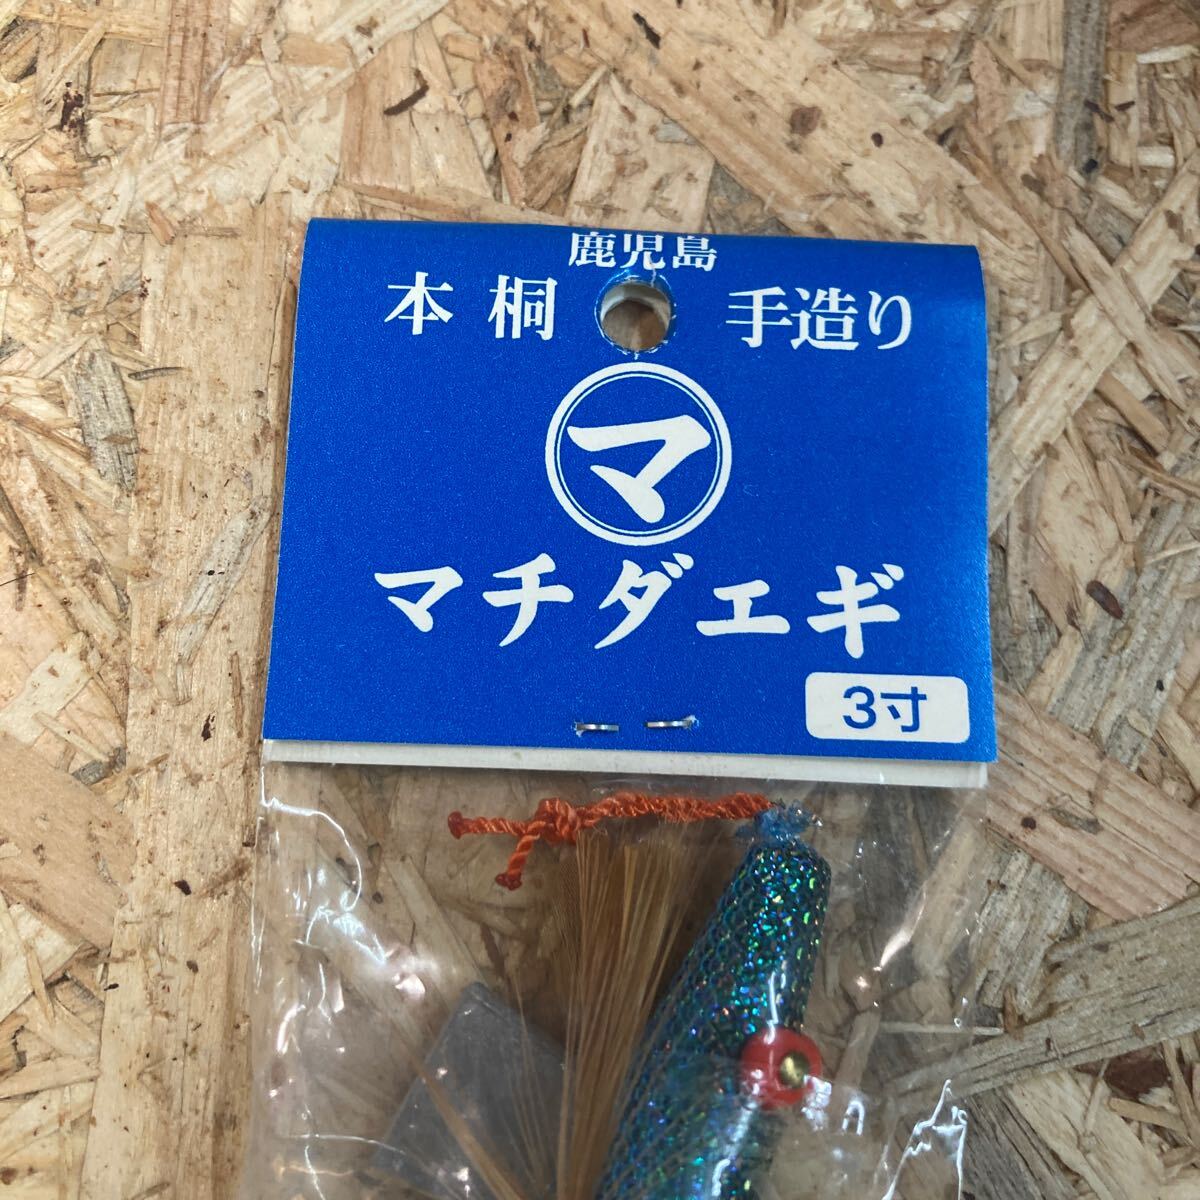 鹿児島
本桐 手造り
マ
マチダエギ
3寸